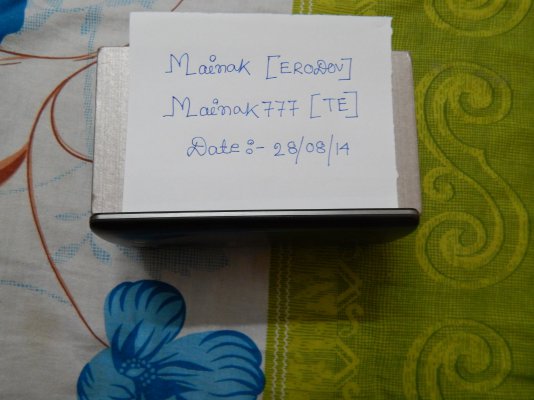 Mainak [ERODOV]
Mainak777 [TE]
Date :- 28/08/14